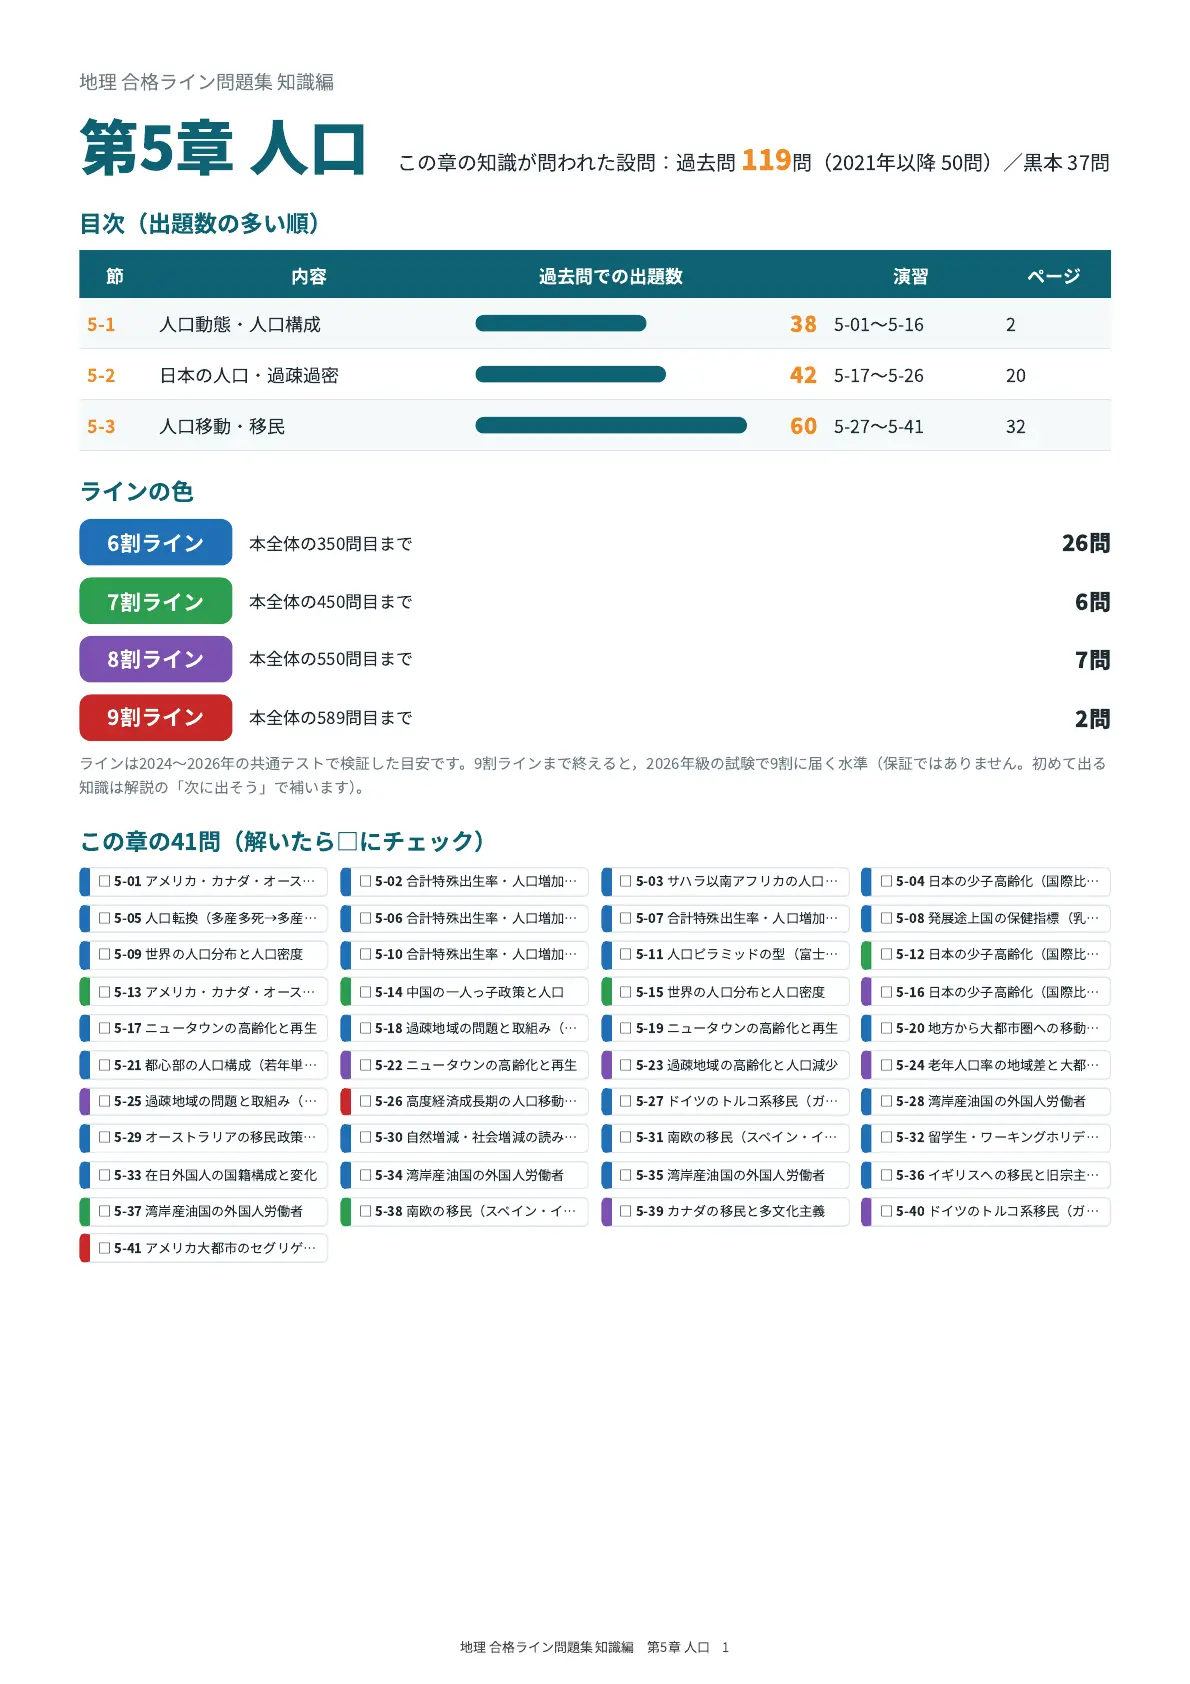 地理 合格ライン問題集 知識編
第5章 人口 この章の知識が問われた設問：過去問 119問（2021年以降 50問）／黒本 37問
目次（出題数の多い順）
節 内容 過去問での出題数 演習 ページ
5-1 人口動態・人口構成 38 5-01〜5-16 2
5-2 日本の人口・過疎過密 42 5-17〜5-26 20
5-3 人口移動・移民 60 5-27〜5-41 32
ラインの色
6割ライン 本全体の350問目まで 26問
7割ライン 本全体の450問目まで 6問
8割ライン 本全体の550問目まで 7問
9割ライン 本全体の589問目まで 2問
ラインは2024〜2026年の共通テストで検証した目安です。9割ラインまで終えると，2026年級の試験で9割に届く水準（保証ではありません。初めて出る
知識は解説の「次に出そう」で補います）。
この章の41問（解いたら□にチェック）
□ 5-01 アメリカ・カナダ・オース… □ 5-02 合計特殊出生率・人口増加… □ 5-03 サハラ以南アフリカの人口… □ 5-04 日本の少子高齢化（国際比…
□ 5-05 人口転換（多産多死→多産… □ 5-06 合計特殊出生率・人口増加… □ 5-07 合計特殊出生率・人口増加… □ 5-08 発展途上国の保健指標（乳…
□ 5-09 世界の人口分布と人口密度 □ 5-10 合計特殊出生率・人口増加… □ 5-11 人口ピラミッドの型（富士… □ 5-12 日本の少子高齢化（国際比…
□ 5-13 アメリカ・カナダ・オース… □ 5-14 中国の一人っ子政策と人口 □ 5-15 世界の人口分布と人口密度 □ 5-16 日本の少子高齢化（国際比…
□ 5-17 ニュータウンの高齢化と再生 □ 5-18 過疎地域の問題と取組み（… □ 5-19 ニュータウンの高齢化と再生 □ 5-20 地方から大都市圏への移動…
□ 5-21 都心部の人口構成（若年単… □ 5-22 ニュータウンの高齢化と再生 □ 5-23 過疎地域の高齢化と人口減少 □ 5-24 老年人口率の地域差と大都…
□ 5-25 過疎地域の問題と取組み（… □ 5-26 高度経済成長期の人口移動… □ 5-27 ドイツのトルコ系移民（ガ… □ 5-28 湾岸産油国の外国人労働者
□ 5-29 オーストラリアの移民政策… □ 5-30 自然増減・社会増減の読み… □ 5-31 南欧の移民（スペイン・イ… □ 5-32 留学生・ワーキングホリデ…
□ 5-33 在日外国人の国籍構成と変化 □ 5-34 湾岸産油国の外国人労働者 □ 5-35 湾岸産油国の外国人労働者 □ 5-36 イギリスへの移民と旧宗主…
□ 5-37 湾岸産油国の外国人労働者 □ 5-38 南欧の移民（スペイン・イ… □ 5-39 カナダの移民と多文化主義 □ 5-40 ドイツのトルコ系移民（ガ…
□ 5-41 アメリカ大都市のセグリゲ…
地理 合格ライン問題集 知識編 第5章 人口 1